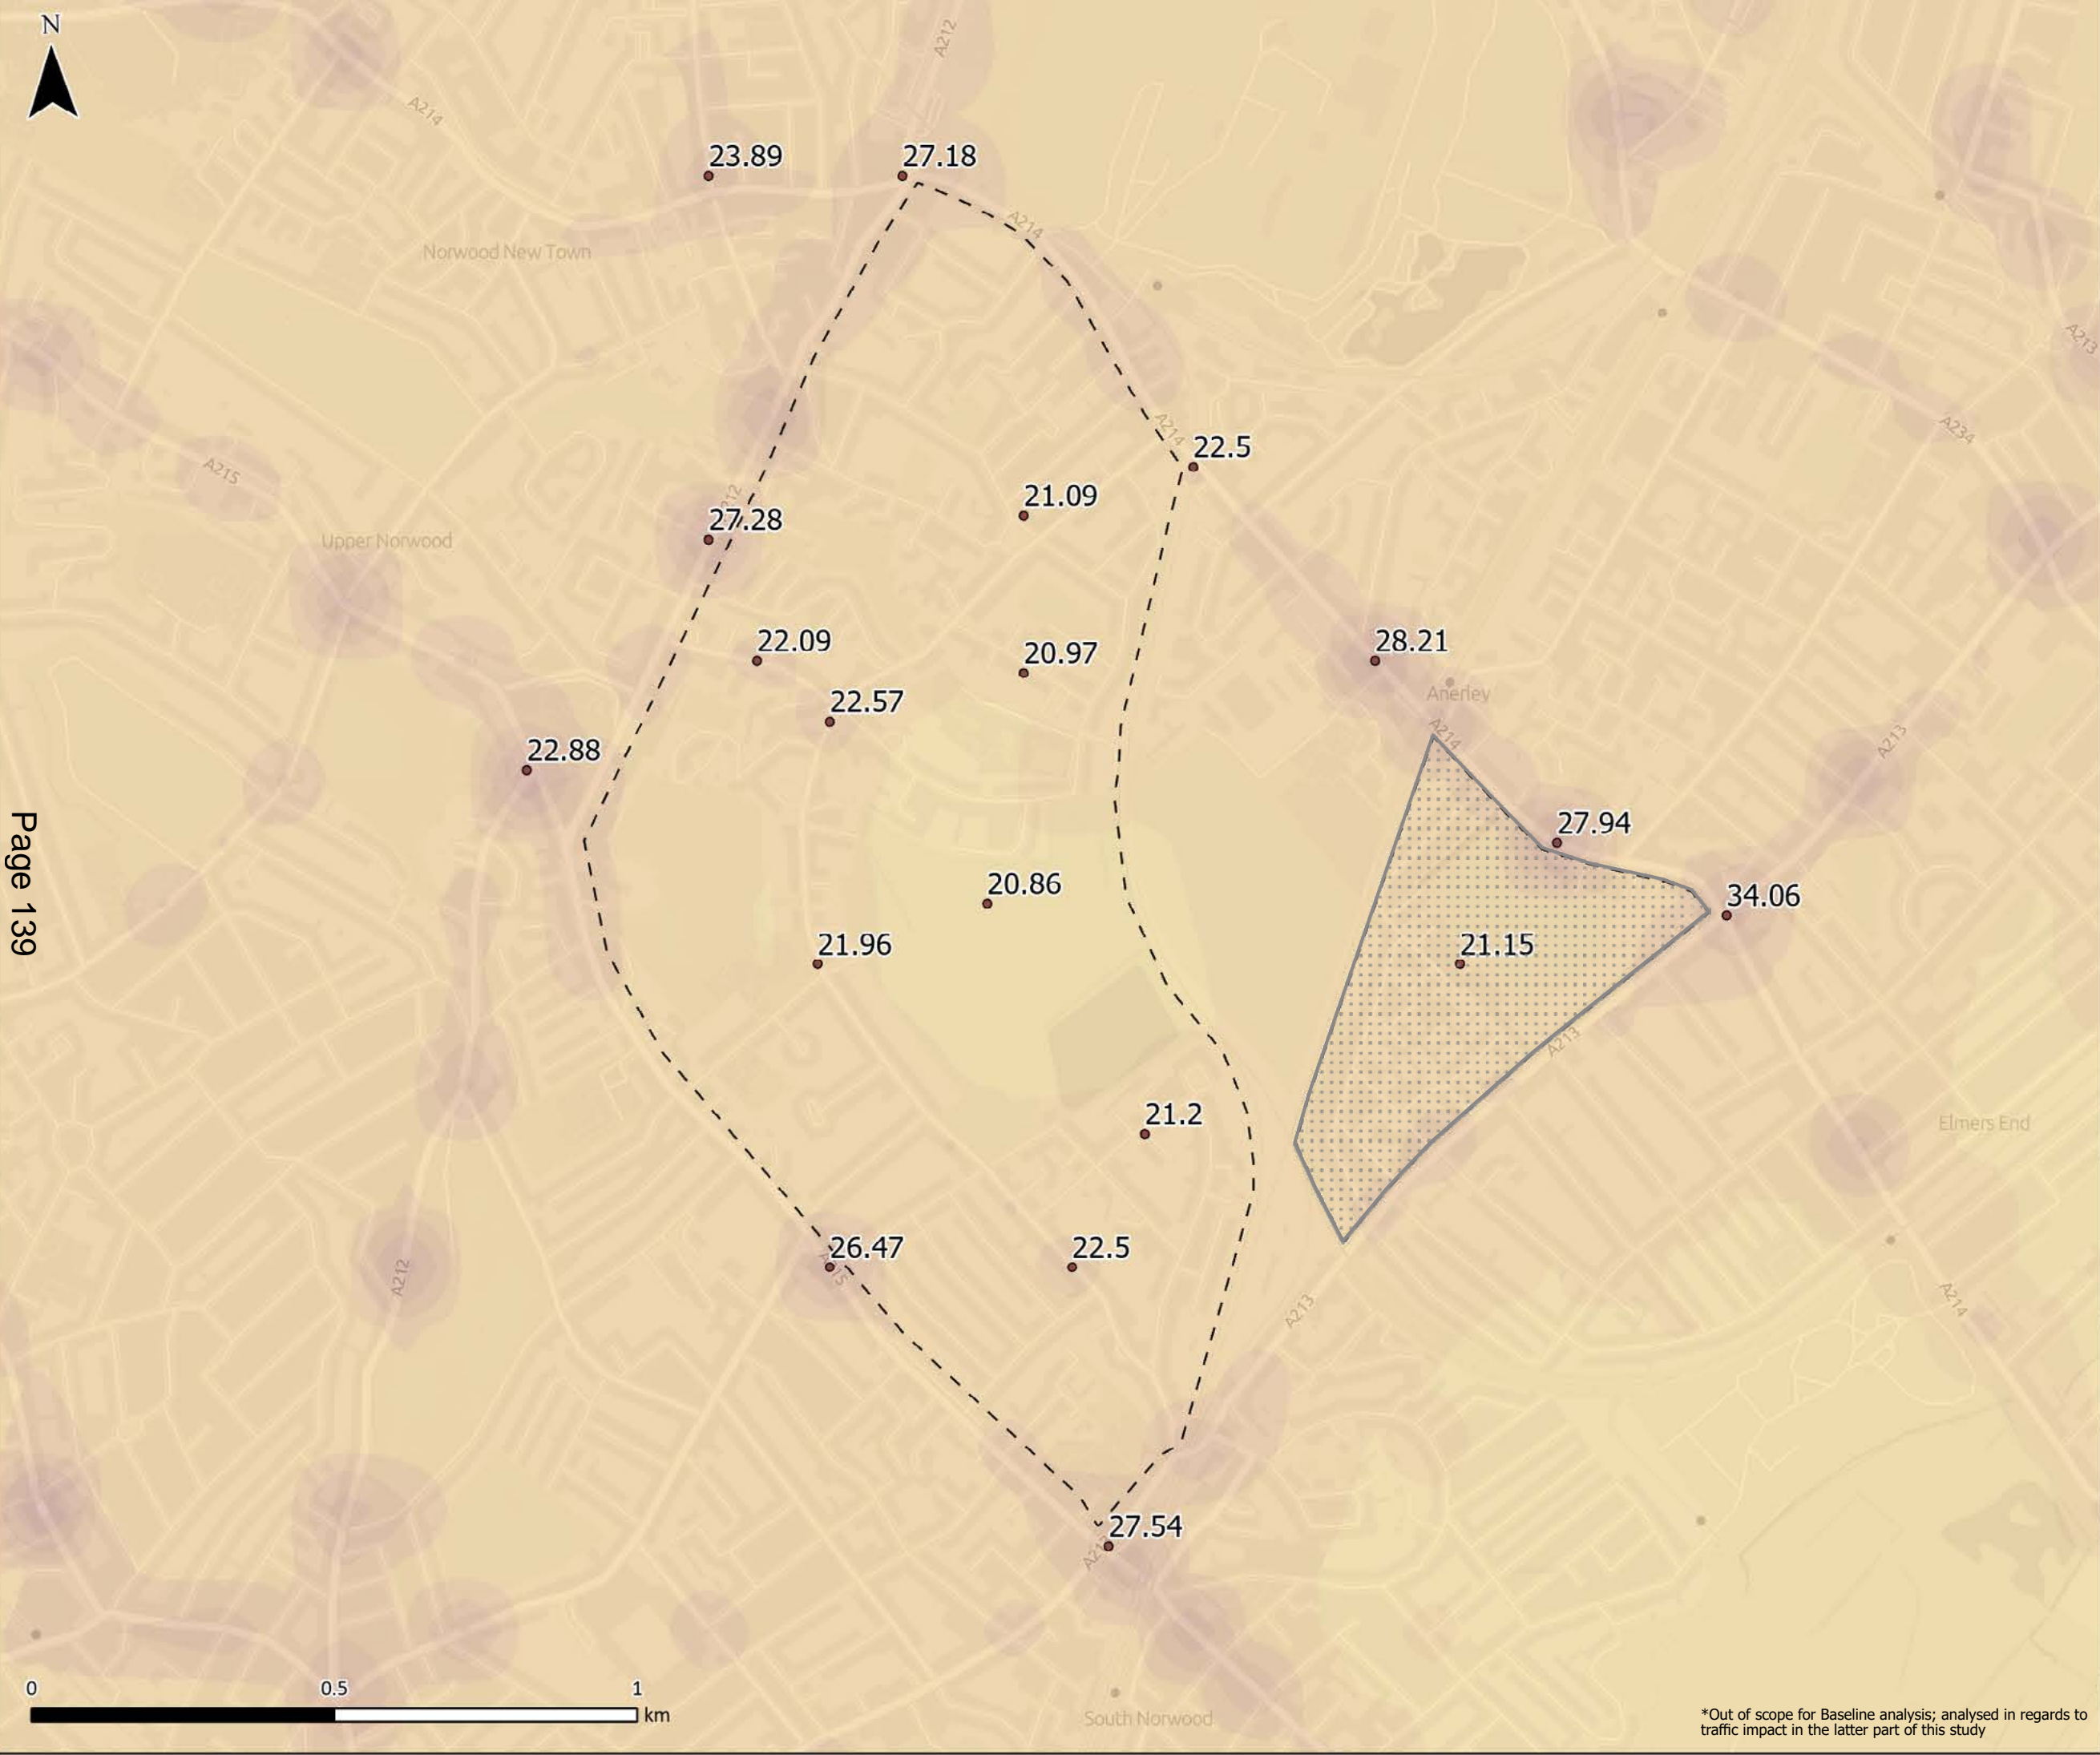 N
A212
A214
23.89
27.18
A214
Norwood New Town
A213
A214
A234
22.5
A215
21.09
212
27.28
Upper Norwood
22.09
20.97
28.21
Anerley
22.57
A214
A213
22.88
27.94
Page 139
20.86
34.06
21.96
21.15
A213
21.2
Elmers End
26.47
22.5
A212
A213
A214
27.54
0
0.5
1
km
South Norwood
*Out of scope for Baseline analysis; analysed in regards to
traffic impact in the latter part of this study